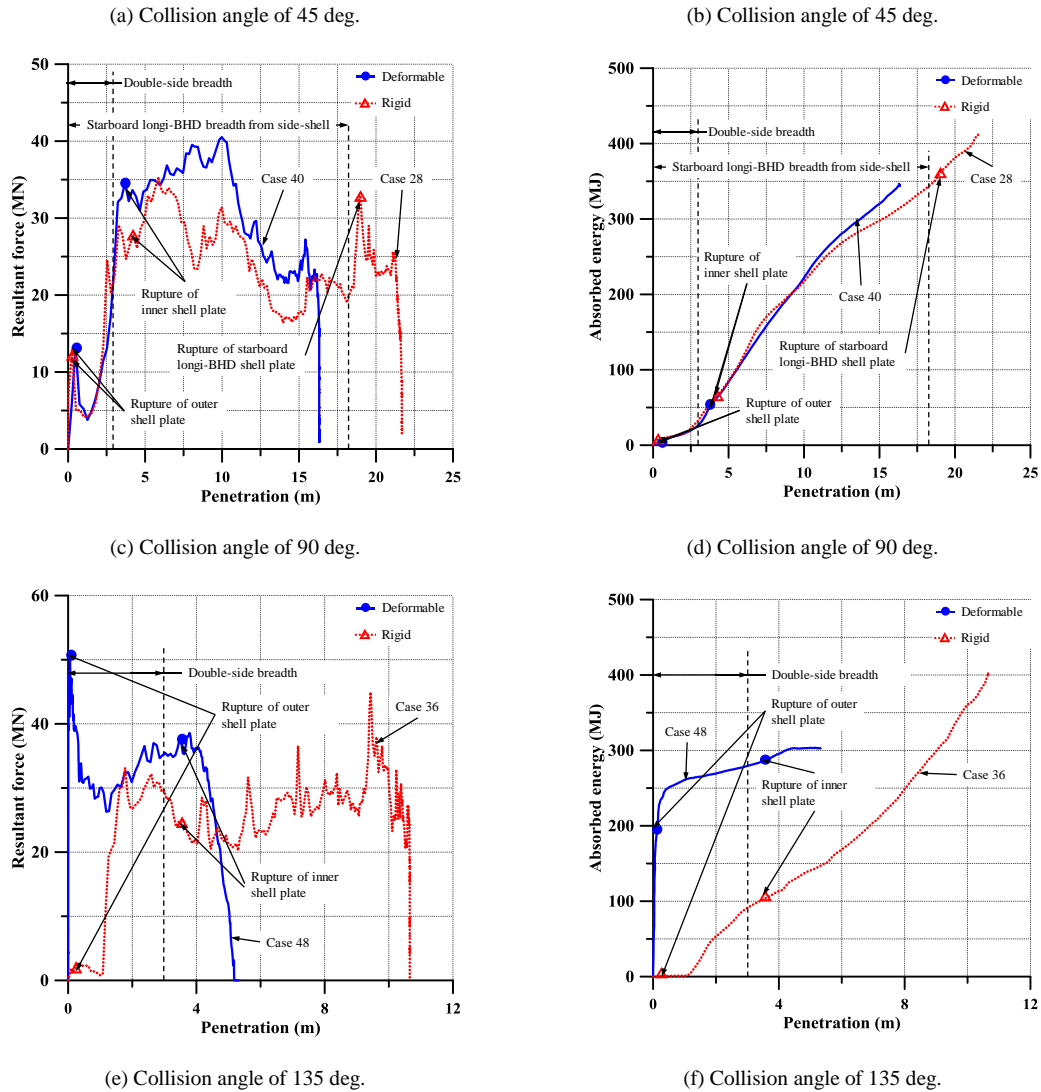 (a) Collision angle of 45 deg.
(b) Collision angle of 45 deg.
50
40
30
20
10
0
Resultant force (MN)
0
5
10
15
20
25
Penetration (m)
Double-side breadth
Starboard longi-BHD breadth from side-shell
Deformable
Rigid
Case 40
Case 28
Rupture of
inner shell plate
Rupture of starboard
longi-BHD shell plate
Rupture of outer
shell plate
500
400
300
200
100
0
Absorbed energy (MJ)
0
5
10
15
20
25
Penetration (m)
Deformable
Rigid
Double-side breadth
Starboard longi-BHD breadth from side-shell
Case 28
Rupture of
inner shell plate
Case 40
Rupture of starboard
longi-BHD shell plate
Rupture of outer
shell plate
(c) Collision angle of 90 deg.
(d) Collision angle of 90 deg.
60
40
20
0
Resultant force (MN)
0
4
8
12
Penetration (m)
Deformable
Rigid
Double-side breadth
Rupture of outer
shell plate
Case 36
Rupture of inner
shell plate
Case 48
500
400
300
200
100
0
Absorbed energy (MJ)
0
4
8
12
Penetration (m)
Deformable
Rigid
Double-side breadth
Rupture of outer
shell plate
Case 48
Rupture of inner
shell plate
Case 36
(e) Collision angle of 135 deg.
(f) Collision angle of 135 deg.